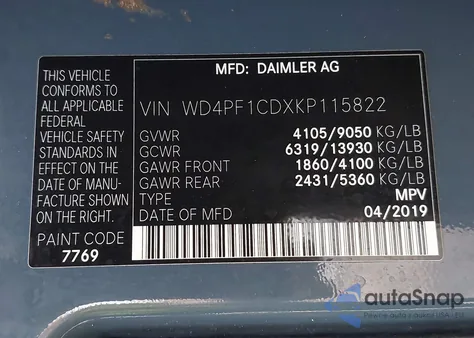 MFD: DAIMLER AG
THIS VEHICLE
CONFORMS TO
ALL APPLICABLE
FEDERAL
VEHICLE SAFETY
STANDARDS IN
EFFECT ON THE
DATE OF MANU-
FACTURE SHOWN
ON THE RIGHT.
PAINT CODE
7769
VIN WD4PF1CDXKP115822
GVWR 4105/9050 KG/LB
GCWR 6319/13930 KG/LB
GAWR FRONT 1860/4100 KG/LB
GAWR REAR 2431/5360 KG/LB
TYPE MPV
DATE OF MFD 04/2019
autoSnap